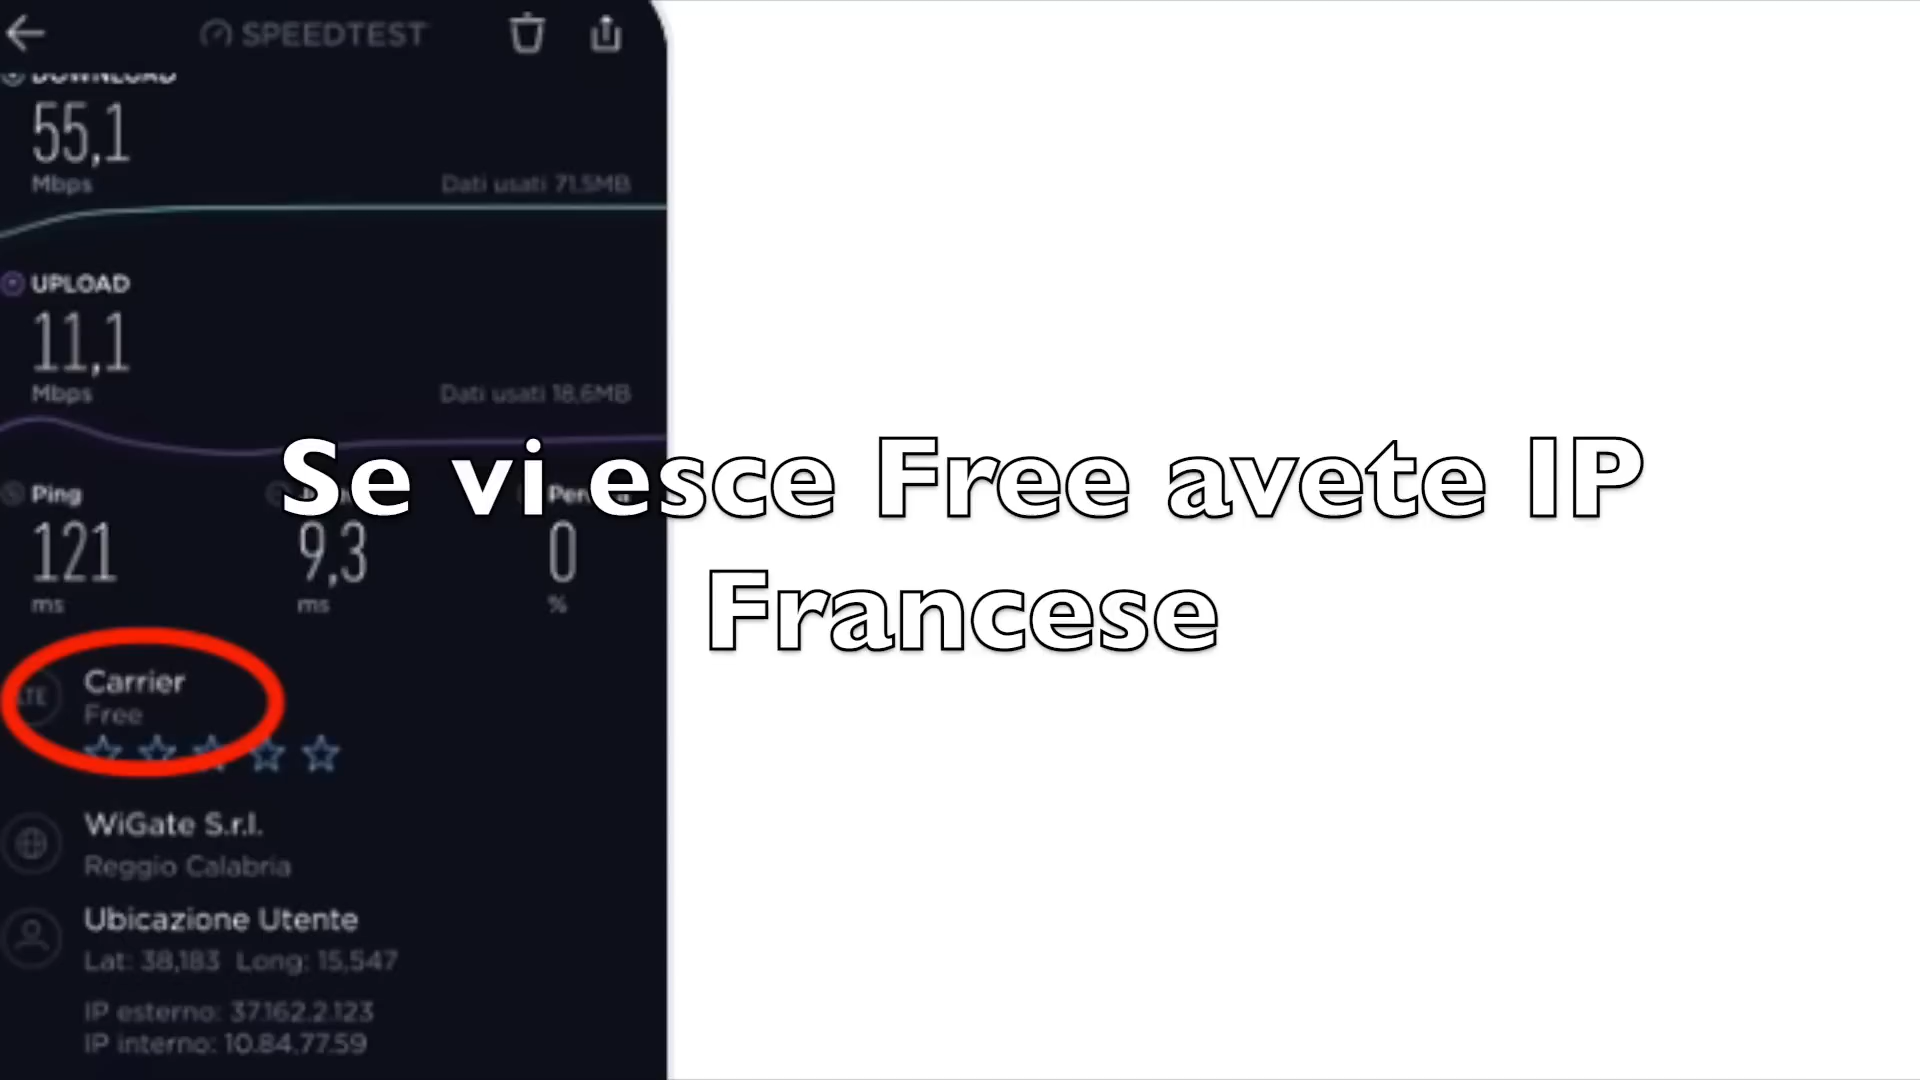 SPEEDTEST
DOWNLOAD
55,1
Mbps
Dati usati 71,5MB
UPLOAD
11,1
Mbps
Dati usati 18,6MB
Se vi esce Free avete IP
Francese
Ping
121
9,3
0
ms
ms
%
Carrier
Free
WiGate S.r.l.
Reggio Calabria
Ubicazione Utente
Lat: 38,183 Long: 15,547
IP esterno: 37.162.2.123
IP interno: 10.84.77.59